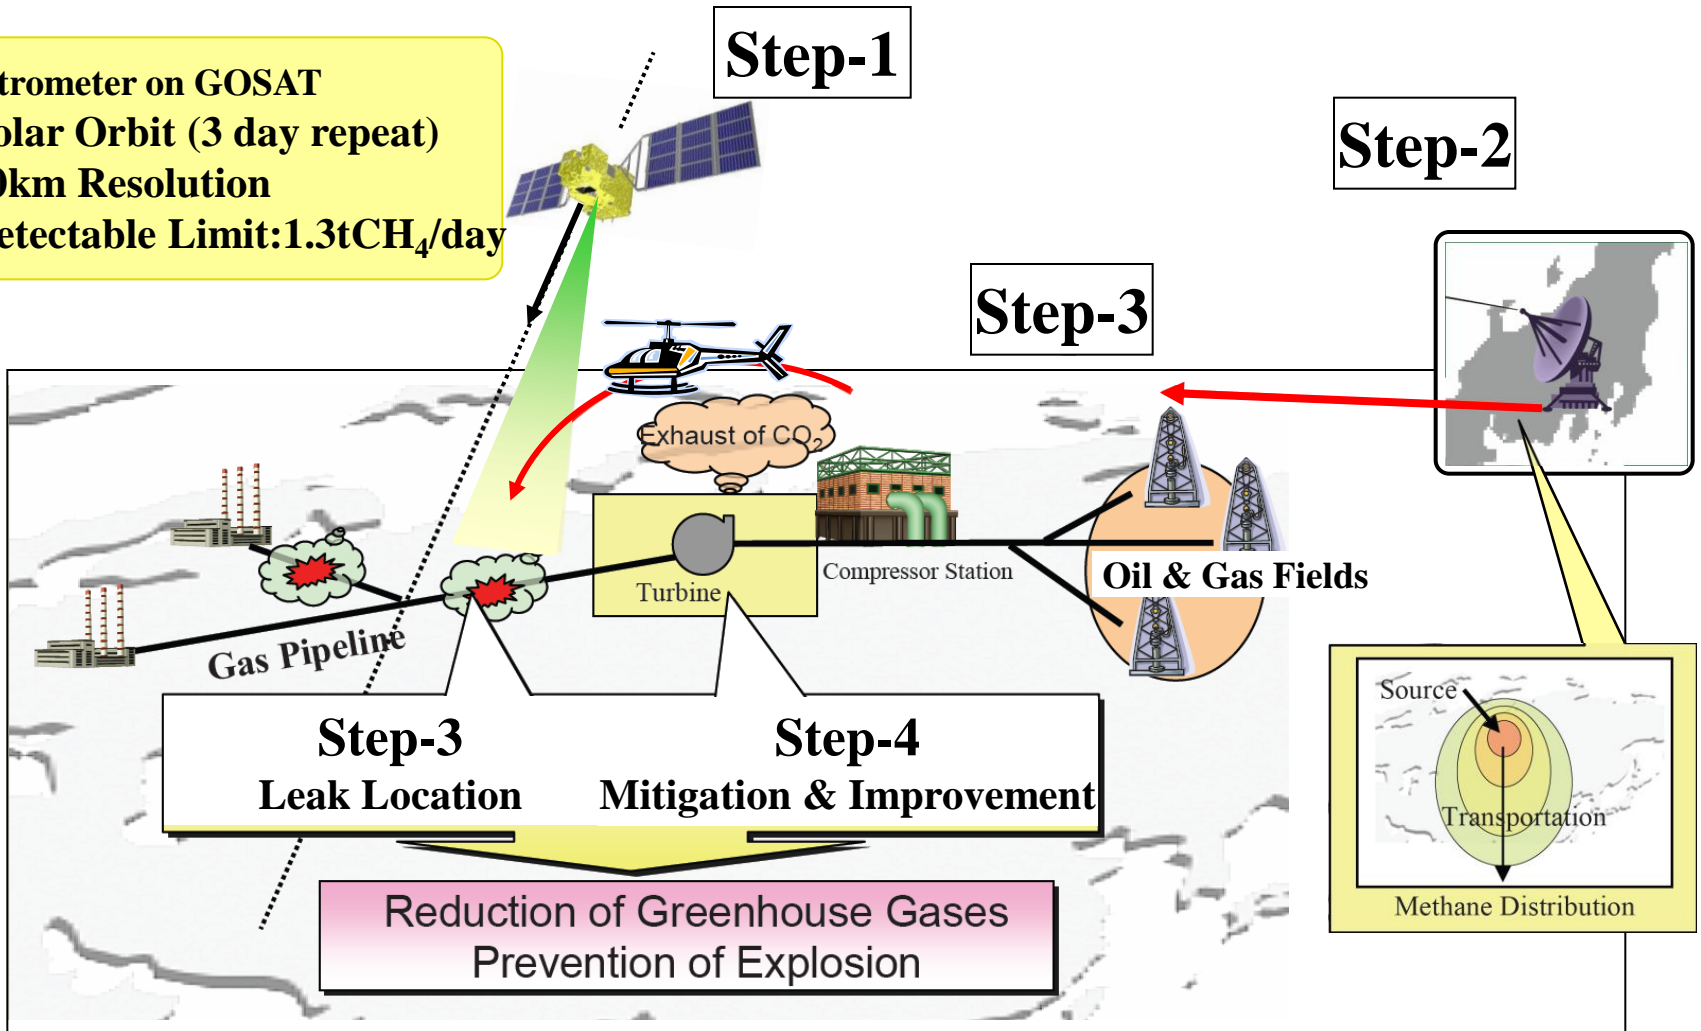 Step-1
trometer on GOSAT
olar Orbit (3 day repeat)
0km Resolution
etectable Limit:1.3tCH₄/day
Step-2
Step-3
Exhaust of CO₂
Turbine
Compressor Station
Oil & Gas Fields
Gas Pipeline
Step-3
Leak Location
Step-4
Mitigation & Improvement
Reduction of Greenhouse Gases
Prevention of Explosion
Source
Transportation
Methane Distribution